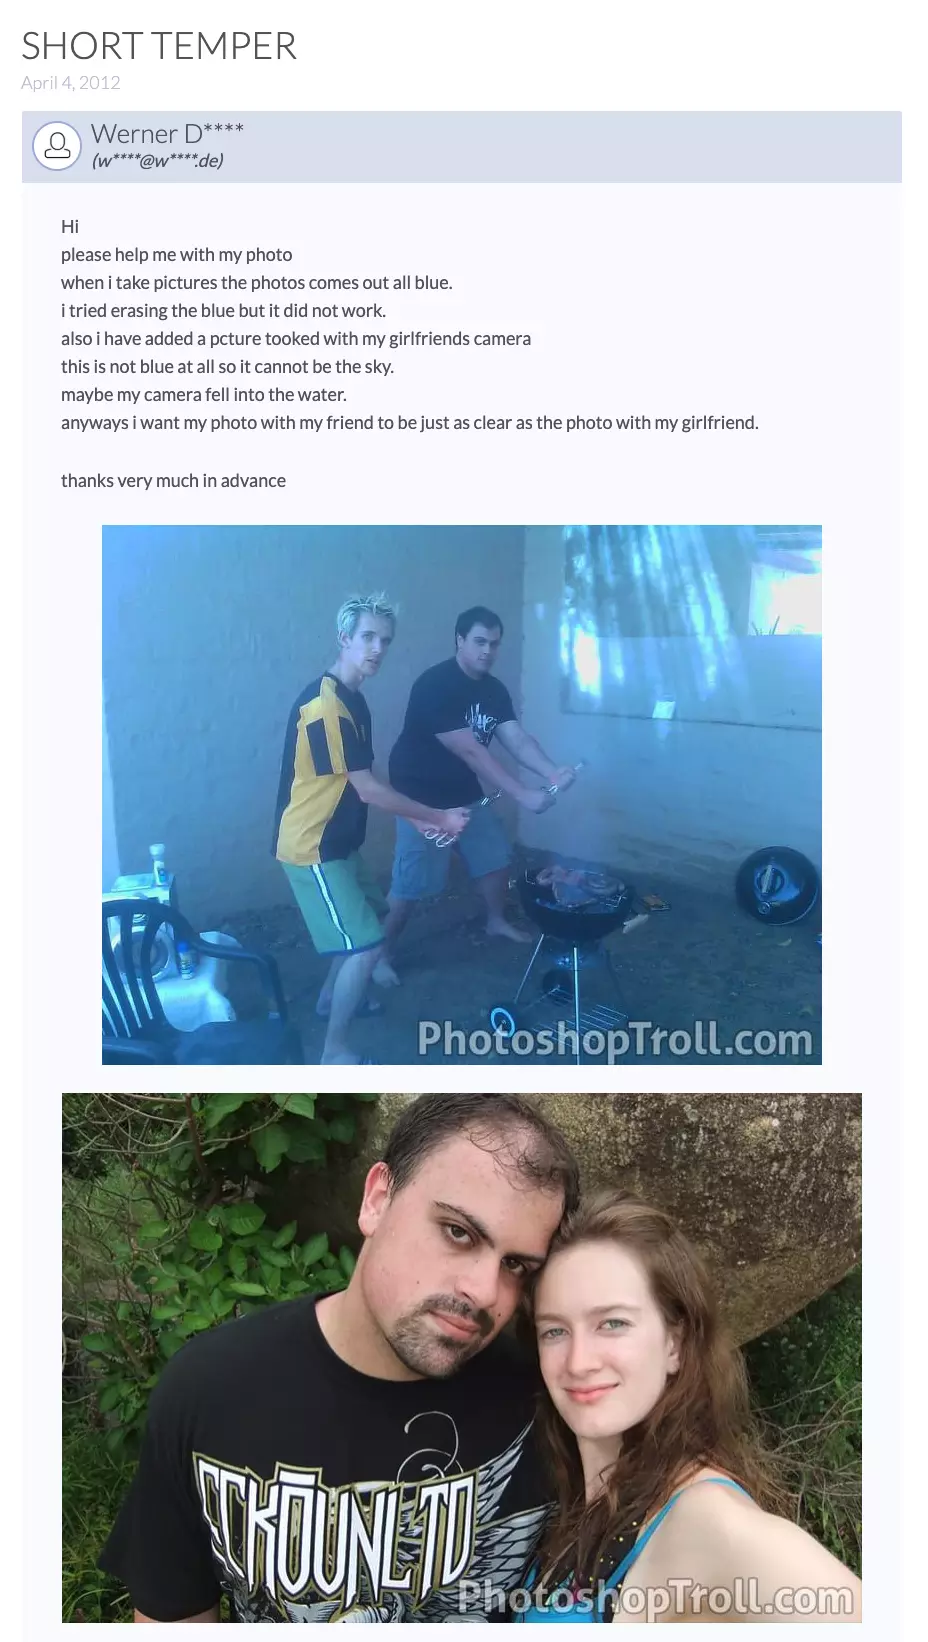 SHORT TEMPER
April 4, 2012
Werner D****
(w****@w****.de)
Hi
please help me with my photo
when i take pictures the photos comes out all blue.
i tried erasing the blue but it did not work.
also i have added a pcture tooked with my girlfriends camera
this is not blue at all so it cannot be the sky.
maybe my camera fell into the water.
anyways i want my photo with my friend to be just as clear as the photo with my girlfriend.
thanks very much in advance
PhotoshopTroll.com
ECKŌUNLTD
PhotoshopTroll.com